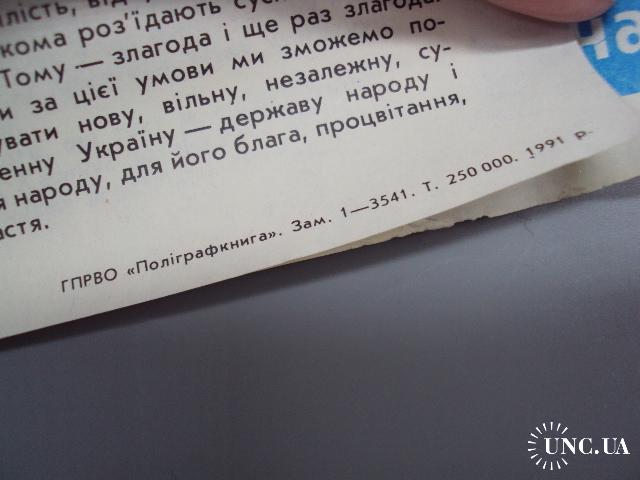 кома роз'їдають
Тому — злагода і ще раз злагода.
и за цієї умови ми зможемо по-
увати нову, вільну, незалежну, су-
енну Україну — державу народу і
я народу, для його блага, процвітання,
астя.
ГПРВО «Поліграфкнига». Зам. 1—3541. Т. 250 000. 1991 р.
UNC.UA